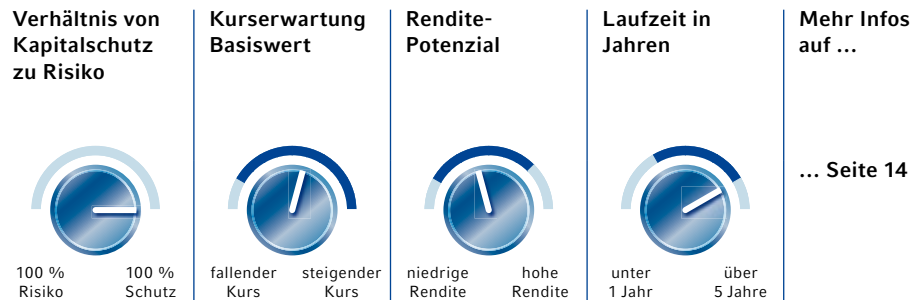 Verhältnis von
Kapitalschutz
zu Risiko
100 %
Risiko
100 %
Schutz
Kurserwartung
Basiswert
fallender
Kurs
steigender
Kurs
Rendite-
Potenzial
niedrige
Rendite
hohe
Rendite
Laufzeit in
Jahren
unter
1 Jahr
über
5 Jahre
Mehr Infos
auf ...
... Seite 14